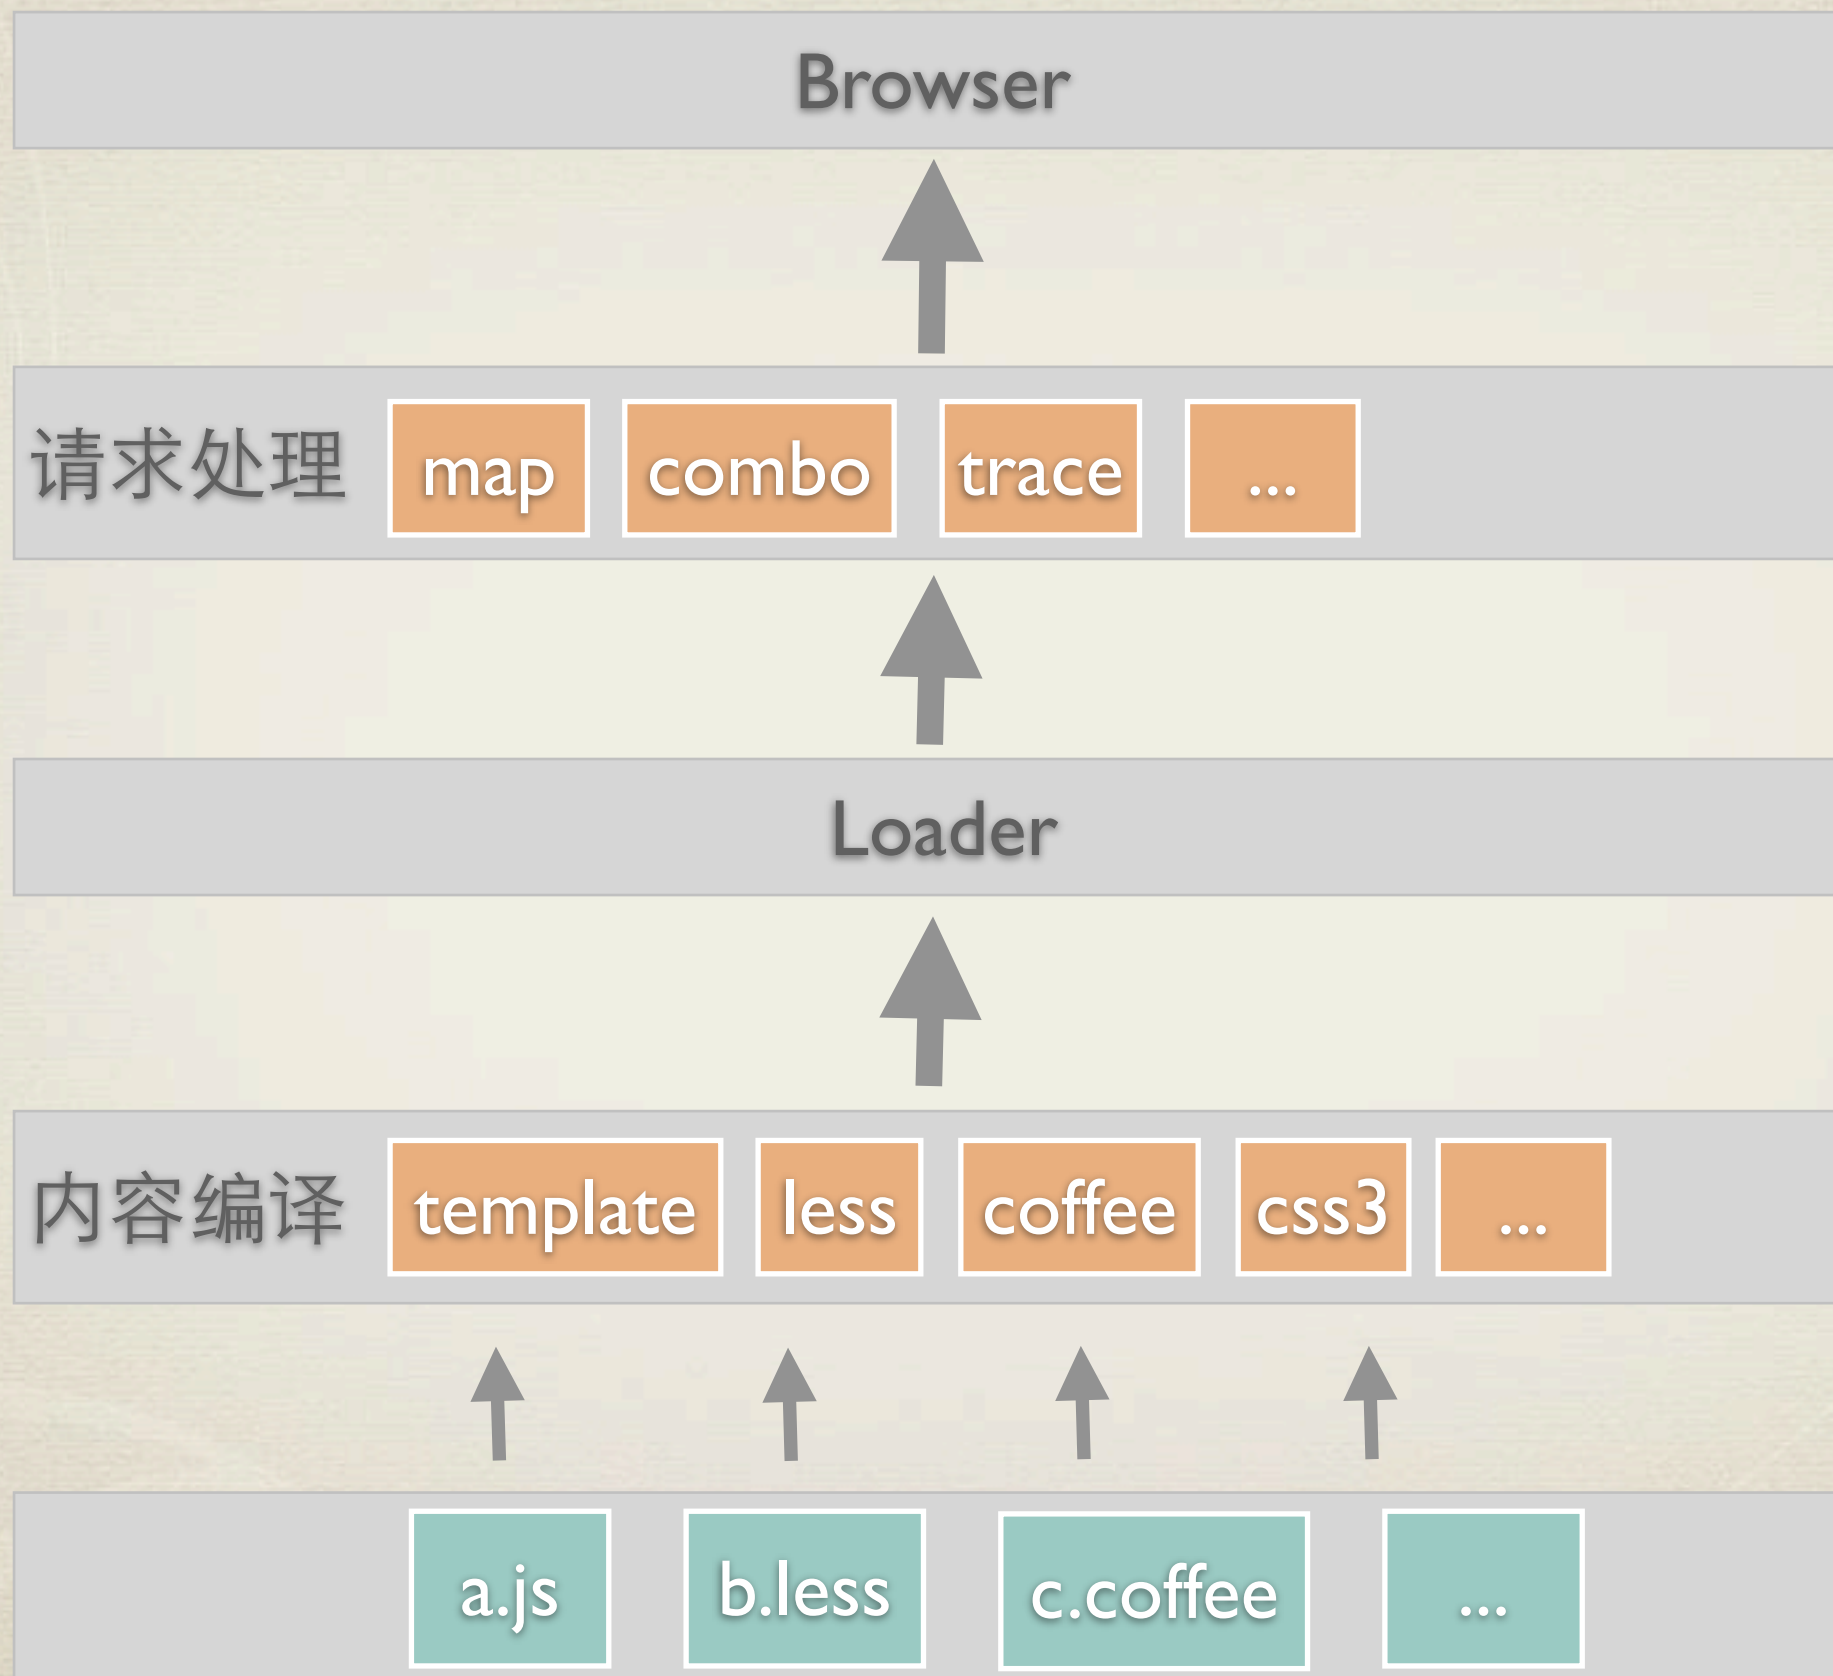 Browser
请求处理 map combo trace ...
Loader
内容编译 template less coffee css3 ...
a.js b.less c.coffee ...